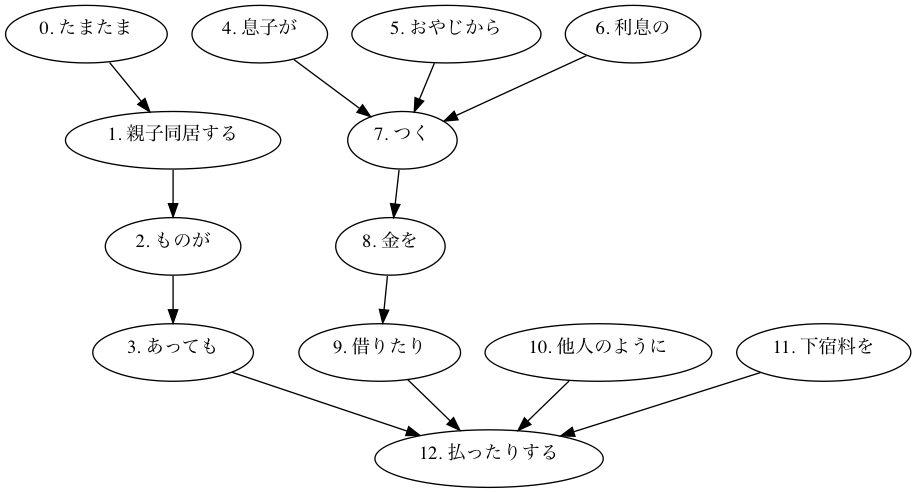 0. たまたま
4. 息子が
5. おやじから
6. 利息の
1. 親子同居する
7. つく
2. ものが
8. 金を
3. あっても
9. 借りたり
10. 他人のように
11. 下宿料を
12. 払ったりする